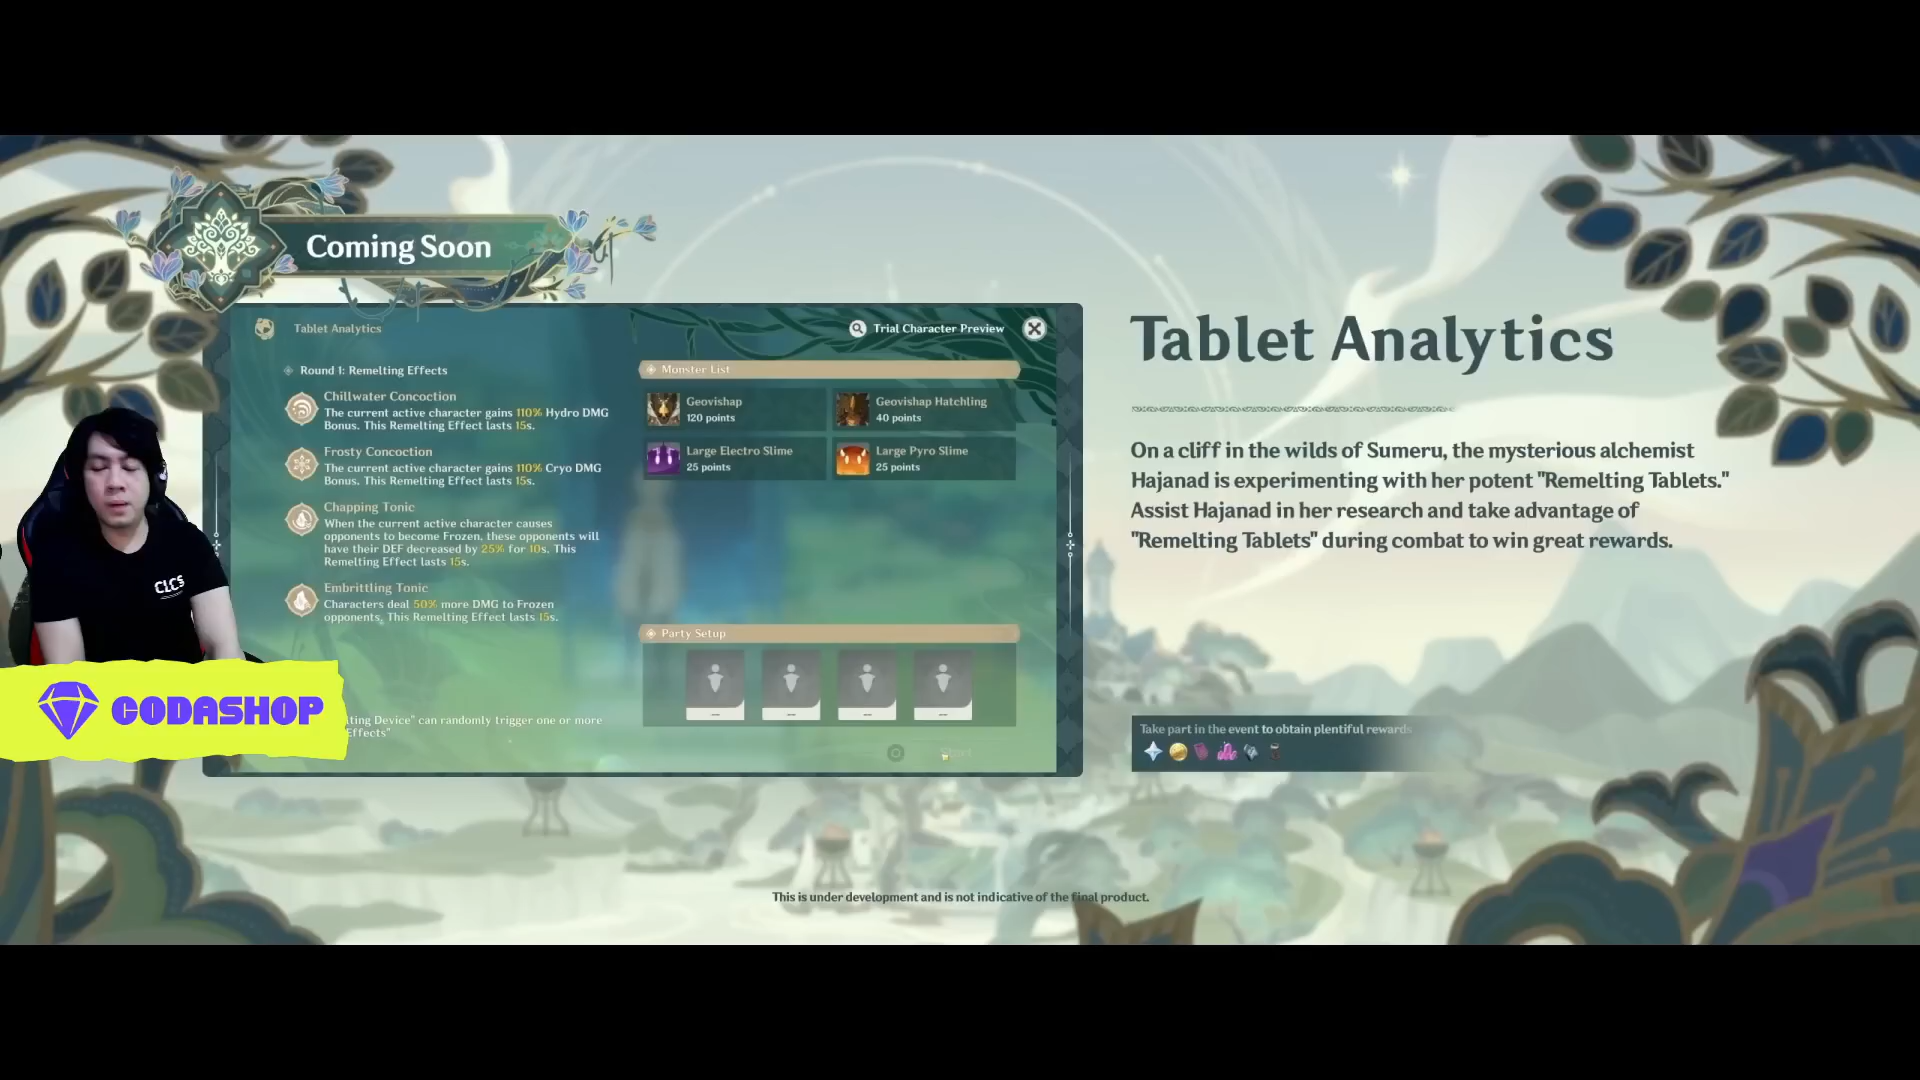 Coming Soon
Tablet Analytics
Trial Character Preview
Round 1: Remelting Effects
Chillwater Concoction
The current active character gains 110% Hydro DMG
Bonus. This Remelting Effect lasts 15s.
Frosty Concoction
The current active character gains 110% Cryo DMG
Bonus. This Remelting Effect lasts 15s.
Chapping Tonic
When the current active character causes
opponents to become Frozen, these opponents will
have their DEF decreased by 25% for 10s. This
Remelting Effect lasts 15s.
Embrittling Tonic
Characters deal 50% more DMG to Frozen
opponents. This Remelting Effect lasts 15s.
lting Device" can randomly trigger one or more
Effects"
Monster List
Geovishap
120 points
Geovishap Hatchling
40 points
Large Electro Slime
25 points
Large Pyro Slime
25 points
Party Setup
Start
Tablet Analytics
On a cliff in the wilds of Sumeru, the mysterious alchemist
Hajanad is experimenting with her potent "Remelting Tablets."
Assist Hajanad in her research and take advantage of
"Remelting Tablets" during combat to win great rewards.
Take part in the event to obtain plentiful rewards
This is under development and is not indicative of the final product.
CLCS
CODASHOP